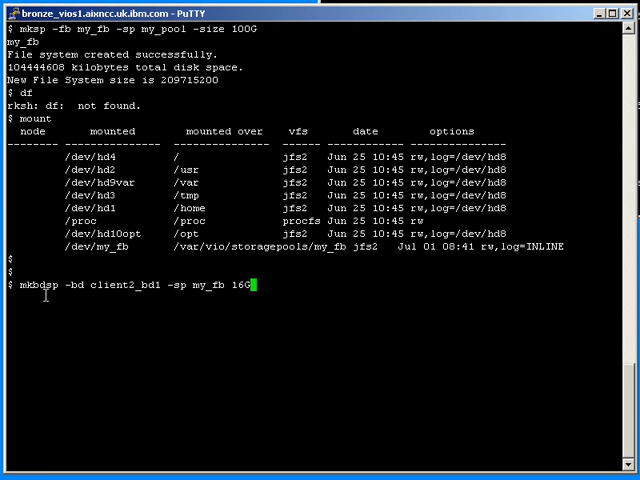 bronze_vios1.aixncc.uk.ibm.com - PuTTY
$ mksp -fb my_fb -sp my_pool -size 100G
my_fb
File system created successfully.
104444608 kilobytes total disk space.
New File System size is 209715200
$ df
rksh: df:  not found.
$ mount
node mounted mounted over vfs date options
-------- --------------- --------------- ------ ------------ ---------------
/dev/hd4 / jfs2 Jun 25 10:45 rw,log=/dev/hd8
/dev/hd2 /usr jfs2 Jun 25 10:45 rw,log=/dev/hd8
/dev/hd9var /var jfs2 Jun 25 10:45 rw,log=/dev/hd8
/dev/hd3 /tmp jfs2 Jun 25 10:45 rw,log=/dev/hd8
/dev/hd1 /home jfs2 Jun 25 10:45 rw,log=/dev/hd8
/proc /proc procfs Jun 25 10:45 rw
/dev/hd10opt /opt jfs2 Jun 25 10:45 rw,log=/dev/hd8
/dev/my_fb /var/vio/storagepools/my_fb jfs2 Jul 01 08:41 rw,log=INLINE
$
$
$ mkbdsp -bd client2_bd1 -sp my_fb 16G